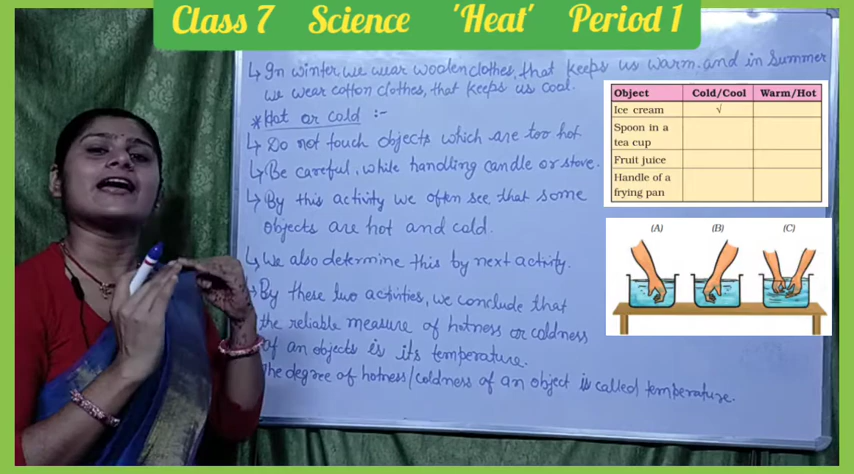 Class 7 Science 'Heat' Period 1
↳ In winter we wear woolen clothes, that keeps us warm. and in Summer
we wear cotton clothes, that keeps us cool.
* Hot or cold :-
↳ Do not touch objects which are too hot.
↳ Be careful, while handling candle or stove.
↳ By this activity we often see that some
objects are hot and cold.
↳ We also determine this by next activity.
↳ By these two activities, we conclude that
the reliable measure of hotness or coldness
of an objects is its temperature.
The degree of hotness/coldness of an object is called temperature.
Object Cold/Cool Warm/Hot
Ice cream √
Spoon in a
tea cup
Fruit juice
Handle of a
frying pan
(A) (B) (C)